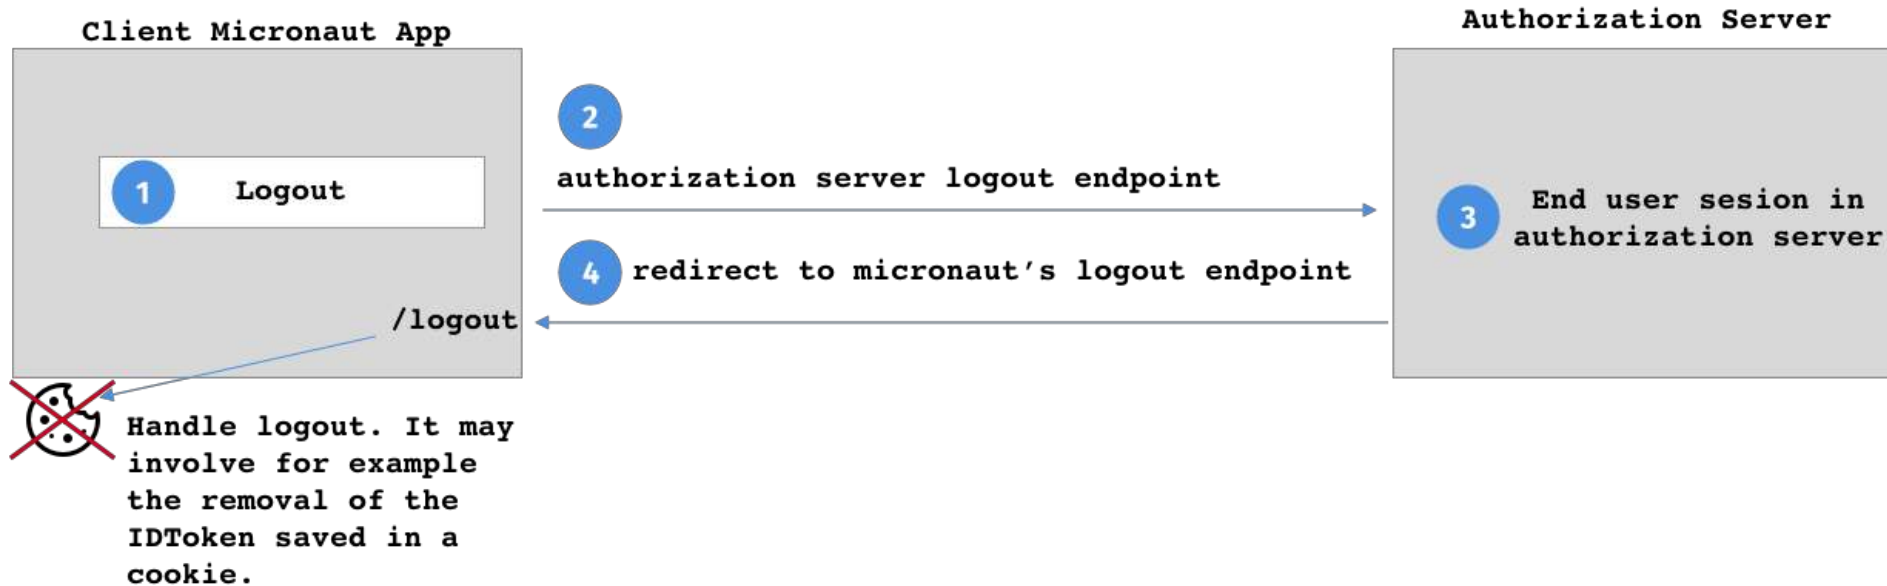 Client Micronaut App
Authorization Server
1
Logout
2
authorization server logout endpoint
3
End user sesion in
authorization server
4
redirect to micronaut’s logout endpoint
/logout
Handle logout. It may
involve for example
the removal of the
IDToken saved in a
cookie.